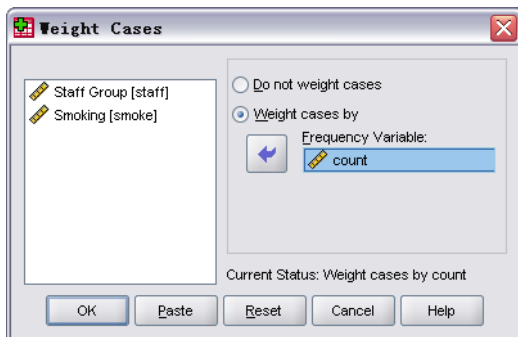 Weight Cases
Staff Group [staff]
Smoking [smoke]
Do not weight cases
Weight cases by
Frequency Variable:
count
Current Status: Weight cases by count
OK
Paste
Reset
Cancel
Help